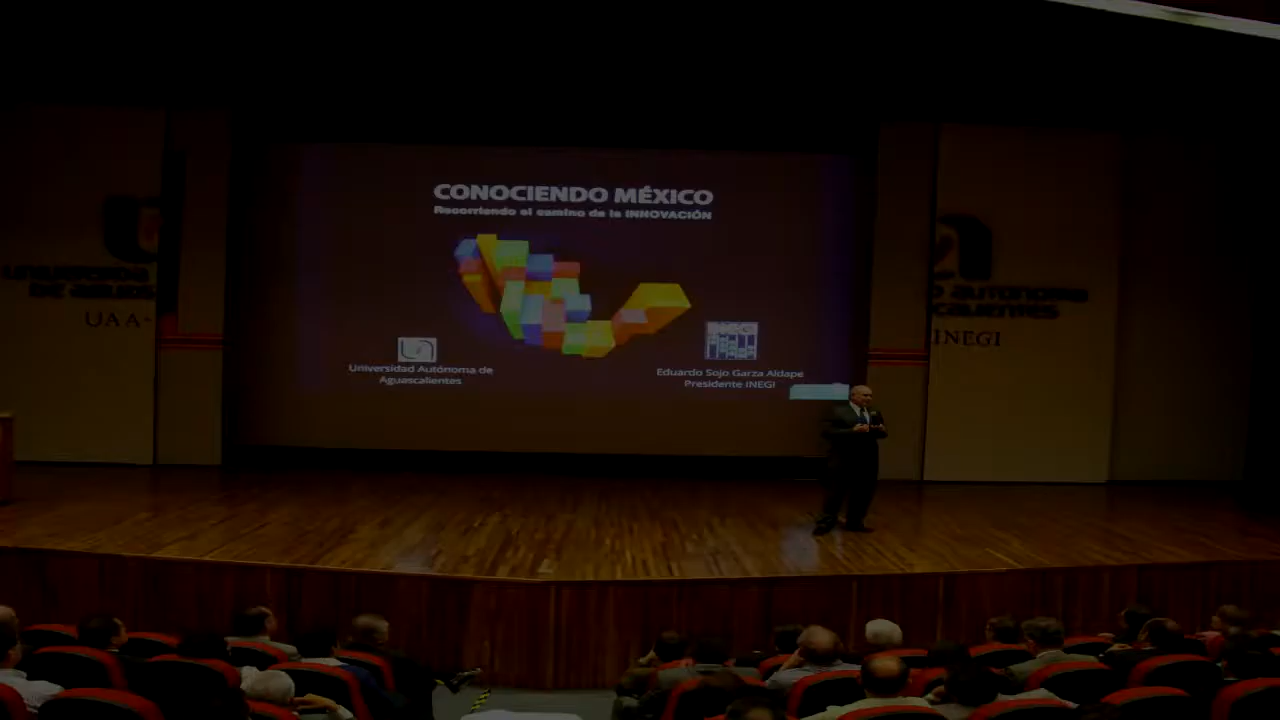 CONOCIENDO MÉXICO
Recorriendo el camino de la INNOVACIÓN
INEGI
Universidad Autónoma de
Aguascalientes
Eduardo Sojo Garza Aldape
Presidente INEGI
UAA-
INEGI